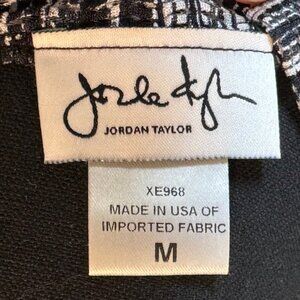 JORDAN TAYLOR
XE968
MADE IN USA OF
IMPORTED FABRIC
M